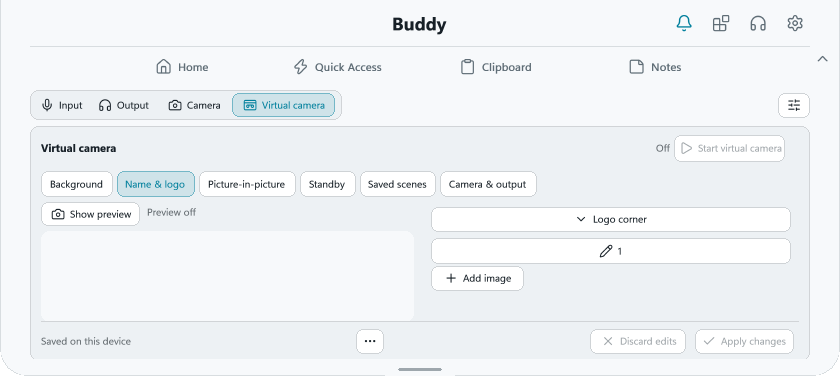 Buddy
Home Quick Access Clipboard Notes
Input Output Camera Virtual camera
Virtual camera Off Start virtual camera
Background Name & logo Picture-in-picture Standby Saved scenes Camera & output
Show preview Preview off
Logo corner
1
Add image
Saved on this device ... Discard edits Apply changes